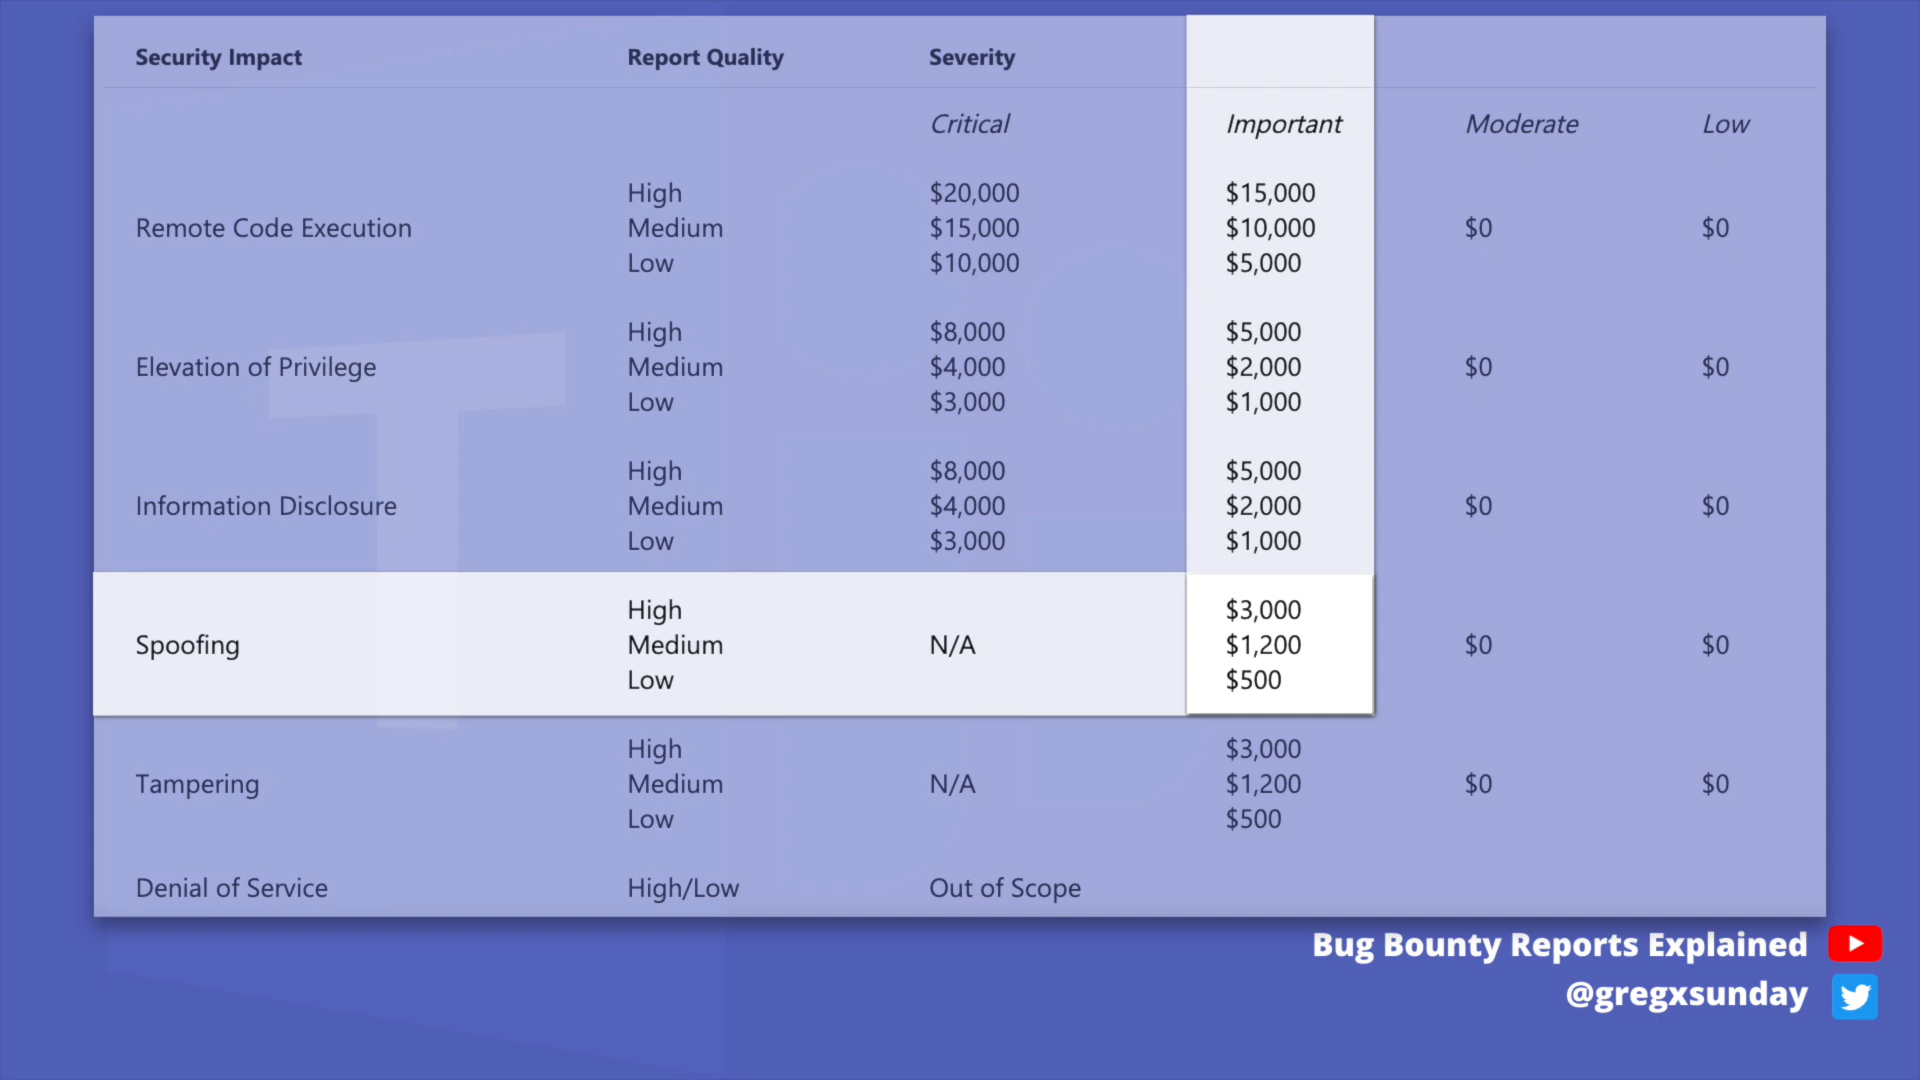 Security Impact Report Quality Severity
Critical Important Moderate Low
High $20,000 $15,000
Remote Code Execution Medium $15,000 $10,000 $0 $0
Low $10,000 $5,000
High $8,000 $5,000
Elevation of Privilege Medium $4,000 $2,000 $0 $0
Low $3,000 $1,000
High $8,000 $5,000
Information Disclosure Medium $4,000 $2,000 $0 $0
Low $3,000 $1,000
High $3,000
Spoofing Medium N/A $1,200 $0 $0
Low $500
High $3,000
Tampering Medium N/A $1,200 $0 $0
Low $500
Denial of Service High/Low Out of Scope
Bug Bounty Reports Explained
@gregxsunday